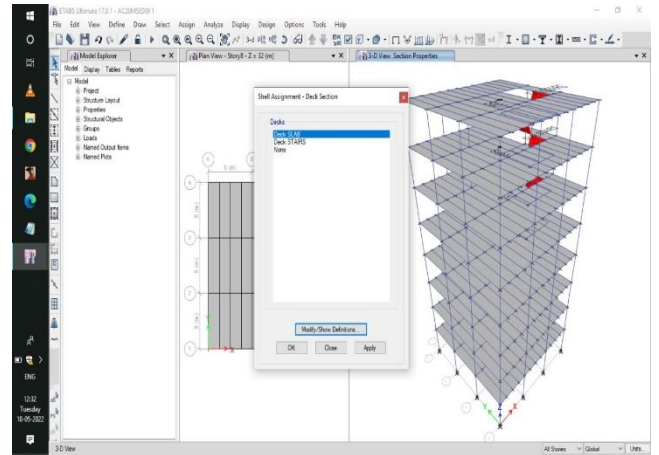 ETABS Ultimate 17.0.1 - AC20MSE009 1
File Edit View Define Draw Select Assign Analyze Display Design Options Tools Help
Model Explorer
Plan View - Story8 - Z = 32 (m)
3-D View Section Properties
Model Display Tables Reports
Model
Project
Structure Layout
Properties
Structural Objects
Groups
Loads
Named Output Items
Named Plots
Shell Assignment - Deck Section
Decks
Deck SLAB
Deck STAIRS
None
Modify/Show Definitions...
OK Close Apply
X
Y Z X
ENG
12:32
Tuesday
10-05-2022
3-D View
All Stories Global Units...